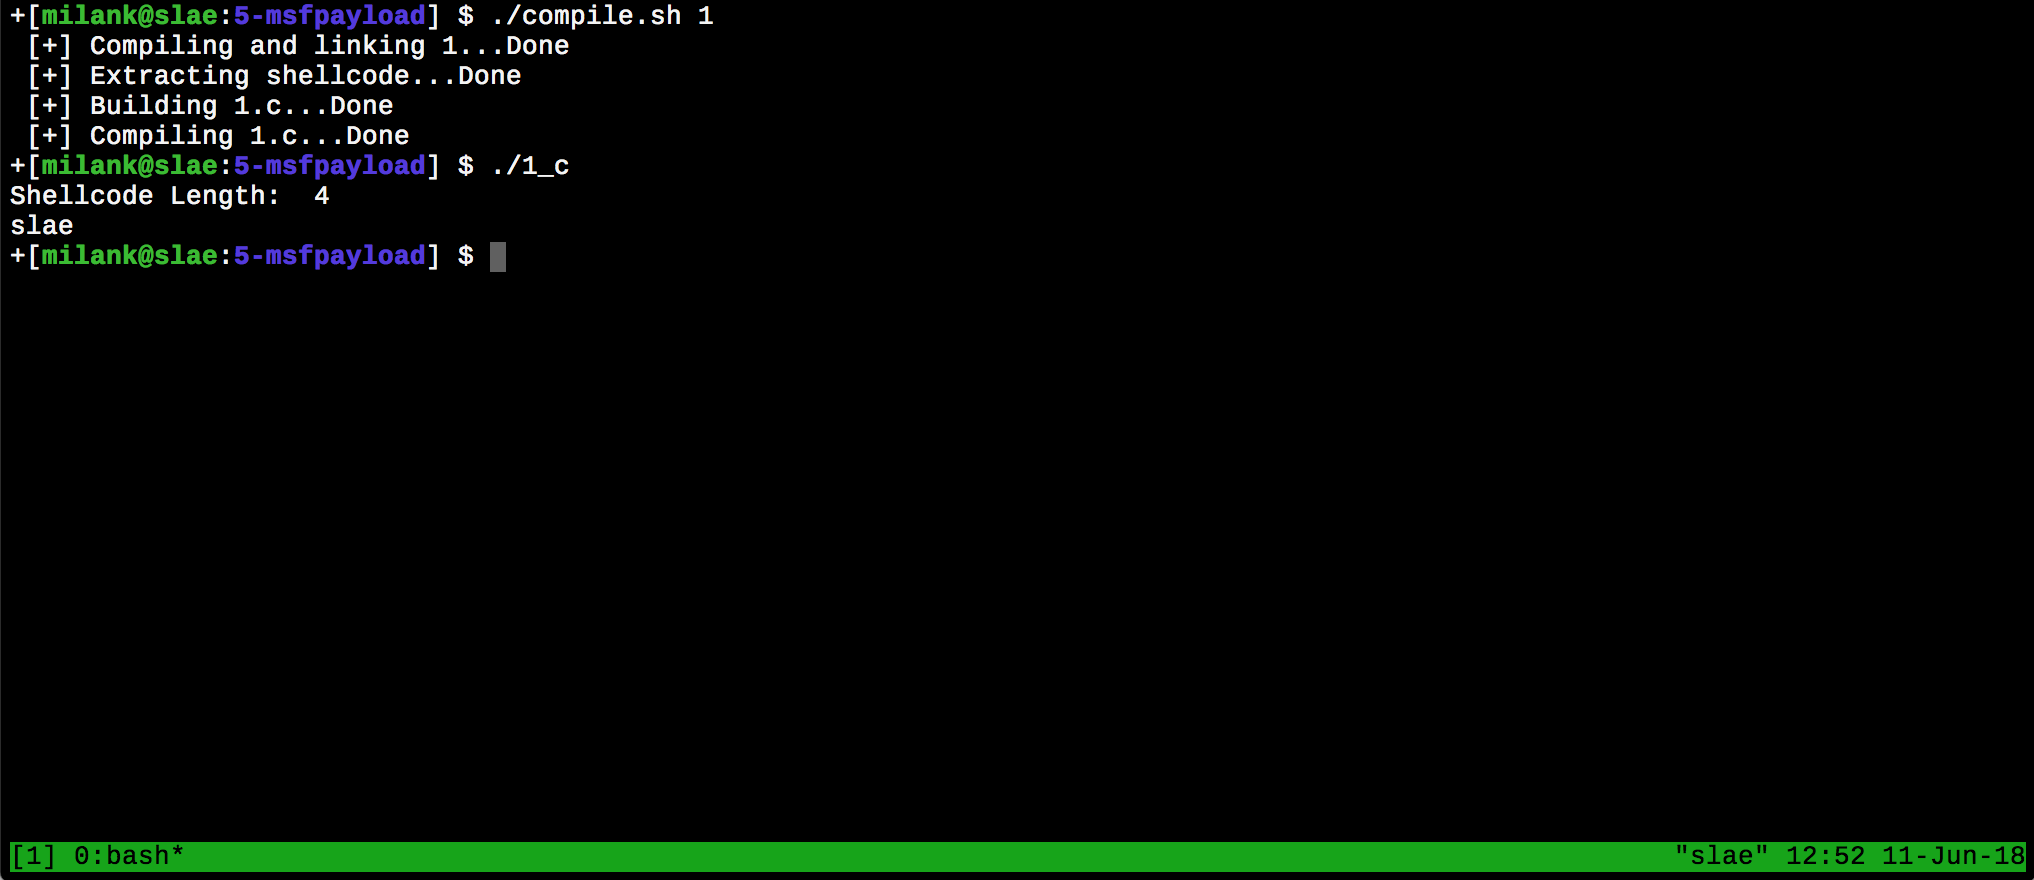 +[milank@slae:5-msfpayload] $ ./compile.sh 1
 [+] Compiling and linking 1...Done
 [+] Extracting shellcode...Done
 [+] Building 1.c...Done
 [+] Compiling 1.c...Done
+[milank@slae:5-msfpayload] $ ./1_c
Shellcode Length:  4
slae
+[milank@slae:5-msfpayload] $
[1] 0:bash* "slae" 12:52 11-Jun-18